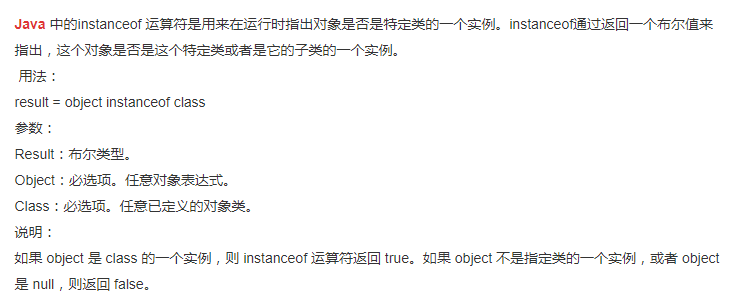 Java 中的instanceof 运算符是用来在运行时指出对象是否是特定类的一个实例。instanceof通过返回一个布尔值来
指出，这个对象是否是这个特定类或者是它的子类的一个实例。
用法：
result = object instanceof class
参数：
Result：布尔类型。
Object：必选项。任意对象表达式。
Class：必选项。任意已定义的对象类。
说明：
如果 object 是 class 的一个实例，则 instanceof 运算符返回 true。如果 object 不是指定类的一个实例，或者 object
是 null，则返回 false。